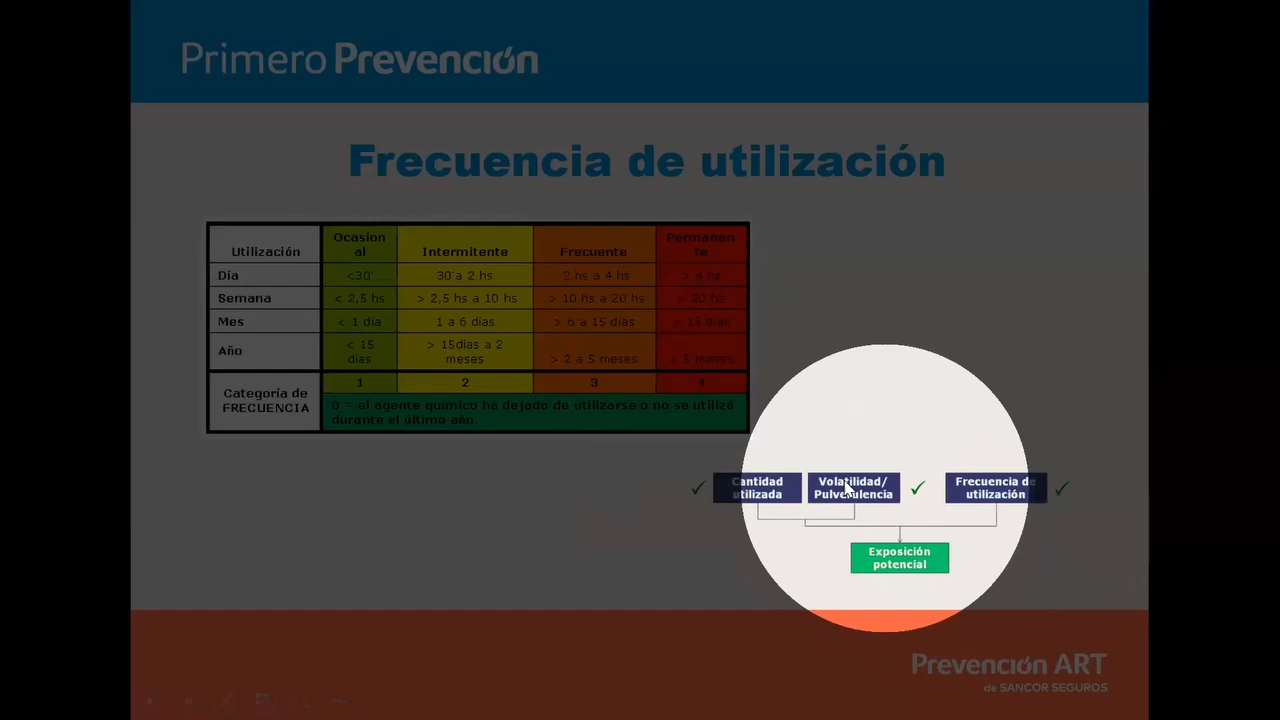 Primero Prevención
Frecuencia de utilización
Utilización
Ocasion
al
Intermitente
Frecuente
Permanen
te
Día
<30'
30'a 2 hs
2 hs a 4 hs
> 4 hs
Semana
< 2,5 hs
> 2,5 hs a 10 hs
> 10 hs a 20 hs
> 20 hs
Mes
< 1 día
1 a 6 días
> 6 a 15 días
> 15 días
Año
< 15
días
> 15días a 2
meses
> 2 a 5 meses
> 5 meses
Categoría de
FRECUENCIA
1
2
3
4
0 = el agente químico ha dejado de utilizarse o no se utilizó
durante el último año.
Cantidad
utilizada
Volatilidad/
Pulverulencia
Frecuencia de
utilización
Exposición
potencial
Prevención ART
de SANCOR SEGUROS